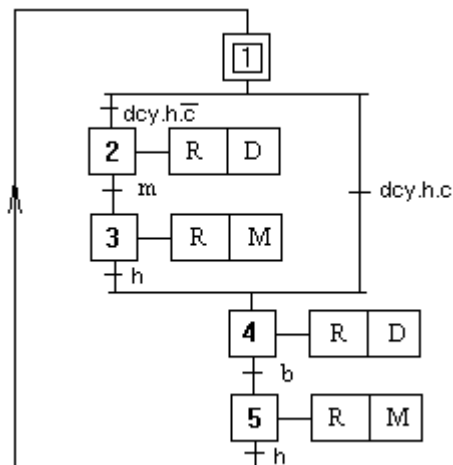 1
dcy.h.c̅
2 R D
m
dcy.h.c
3 R M
h
4 R D
b
5 R M
h